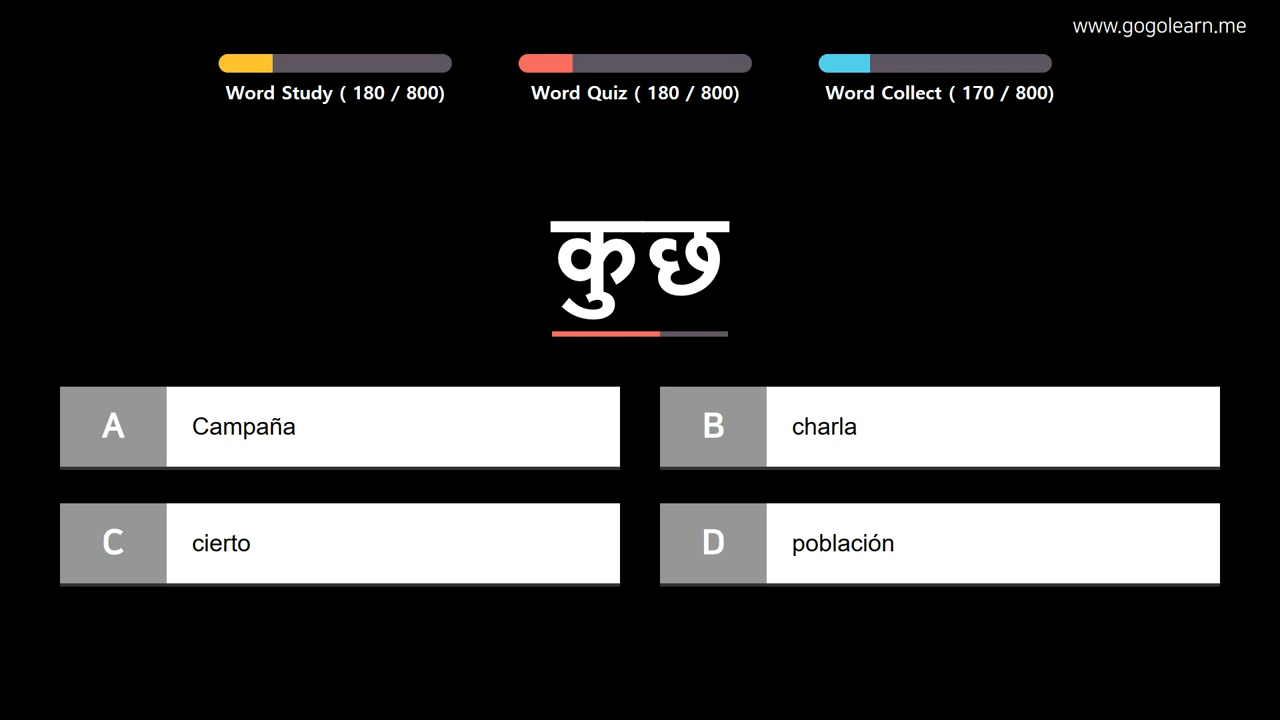 www.gogolearn.me
Word Study ( 180 / 800)
Word Quiz ( 180 / 800)
Word Collect ( 170 / 800)
कुछ
A Campaña
B charla
C cierto
D población